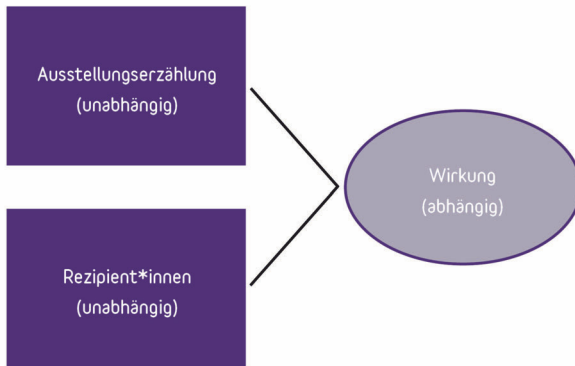 Ausstellungserzählung
(unabhängig)
Wirkung
(abhängig)
Rezipient*innen
(unabhängig)